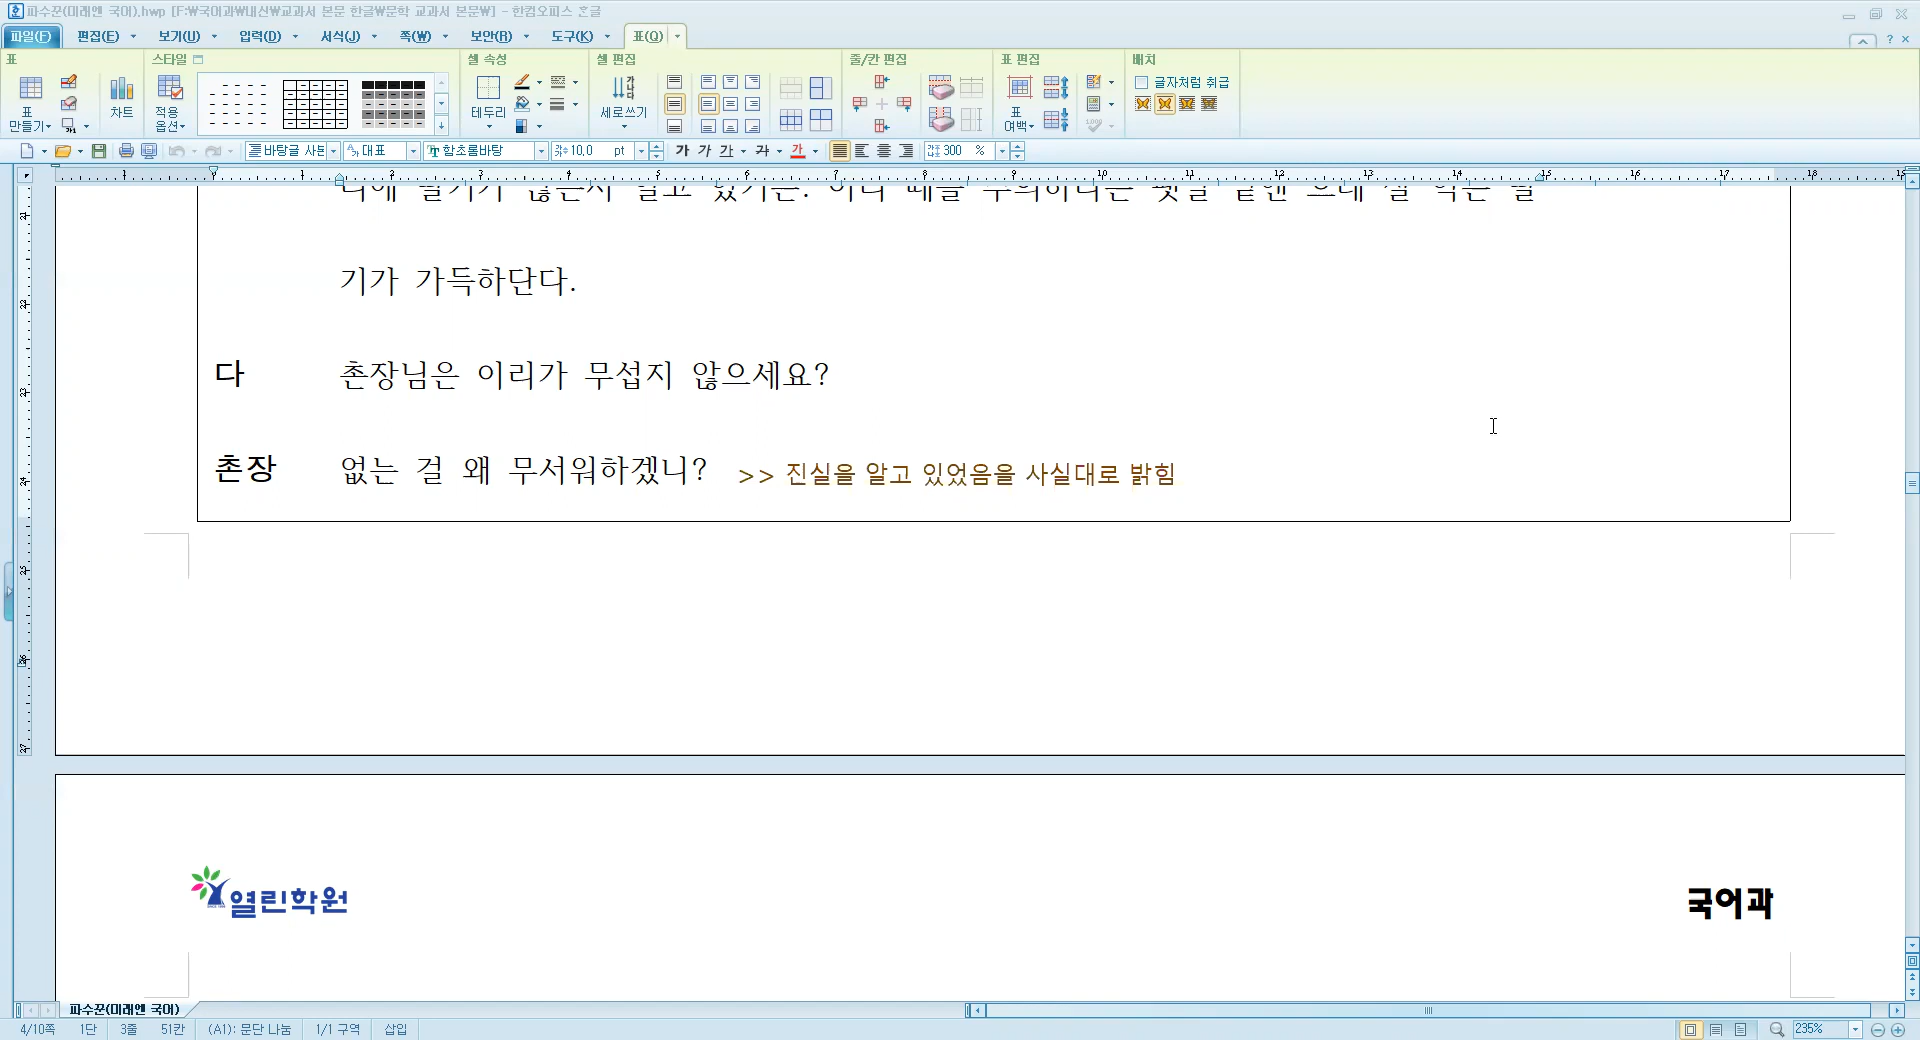 파수꾼(미래엔 국어).hwp [F:₩국어과₩내신₩교과서 본문 한글₩문학 교과서 본문₩] - 한컴오피스 한글
파일(F) 편집(E) 보기(U) 입력(D) 서식(J) 쪽(W) 보안(R) 도구(K) 표(Q)
표 스타일 셀 속성 셀 편집 줄/칸 편집 표 편집 배치
글자처럼 취급
표 만들기 차트 적용 옵션 테두리 세로쓰기 표 여백
대표 함초롬바탕 10.0 pt 가 가 가 가 가 300 %
기가 가득하단다.
다 촌장님은 이리가 무섭지 않으세요?
촌장 없는 걸 왜 무서워하겠니? >> 진실을 알고 있었음을 사실대로 밝힘
열린학원 국어과
파수꾼(미래엔 국어)
4/10쪽 1단 3줄 51칸 (A1): 문단 나눔 1/1 구역 삽입 235%